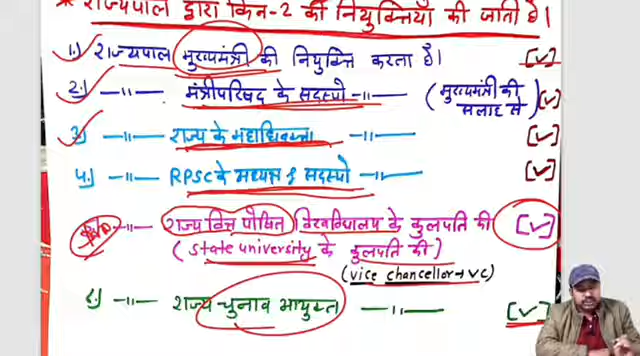 * राज्यपाल द्वारा किन-2 की नियुक्तियाँ की जाती है।
1.) राज्यपाल मुख्यमंत्री की नियुक्ति करता है। [✓]
2.) —॥— मंत्रीपरिषद के सदस्यो —॥— (मुख्यमंत्री की सलाह से) [✓]
3.) —॥— राज्य के महाधिवक्ता —॥— [✓]
4.) —॥— RPSC के अध्यक्ष & सदस्यो —॥— [✓]
—॥— राज्य वित्त पोषित विश्वविद्यालय के कुलपति की [✓]
(state university के कुलपति की)
(vice chancellor→VC)
6.) —॥— राज्य चुनाव आयुक्त —॥— [✓]